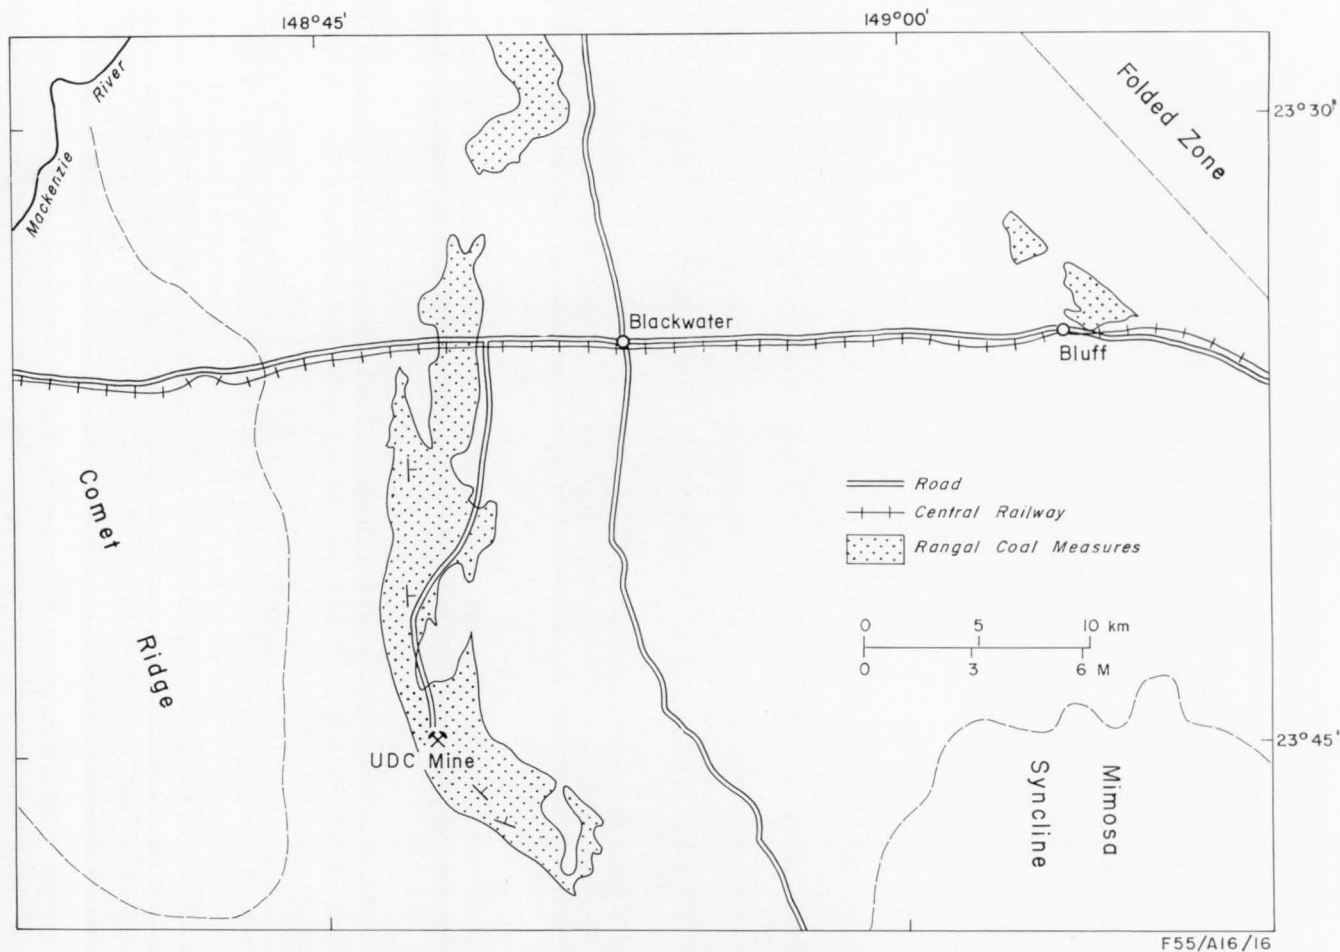 148°45'
149°00'
Mackenzie River
Folded Zone
23°30'
Blackwater
Bluff
Comet Ridge
Road
Central Railway
Rangal Coal Measures
0 5 10 km
0 3 6 M
UDC Mine
Mimosa
Syncline
23°45'
F55/A16/16